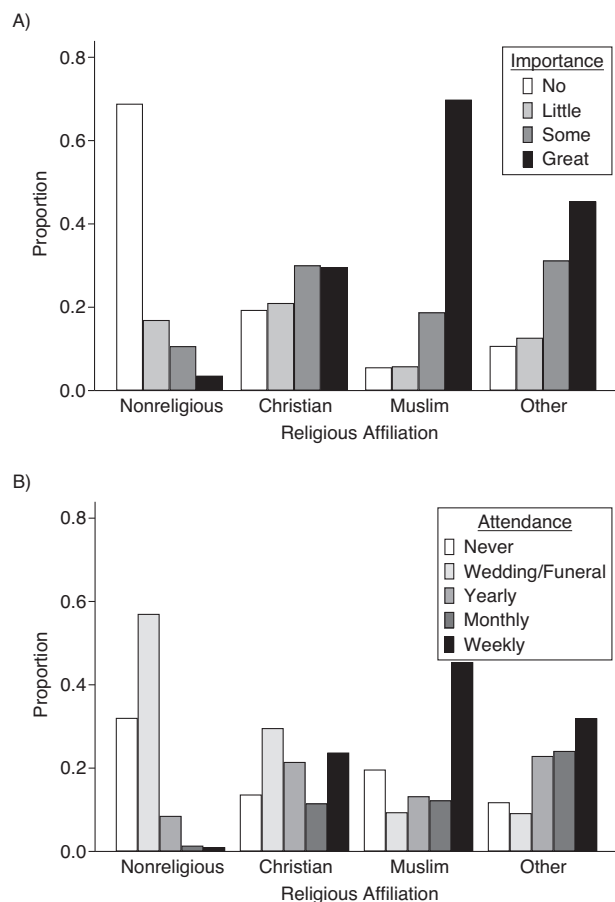 A)
0.8
0.6
0.4
0.2
0.0
Proportion
Importance
No
Little
Some
Great
Nonreligious Christian Muslim Other
Religious Affiliation
B)
0.8
0.6
0.4
0.2
0.0
Proportion
Attendance
Never
Wedding/Funeral
Yearly
Monthly
Weekly
Nonreligious Christian Muslim Other
Religious Affiliation